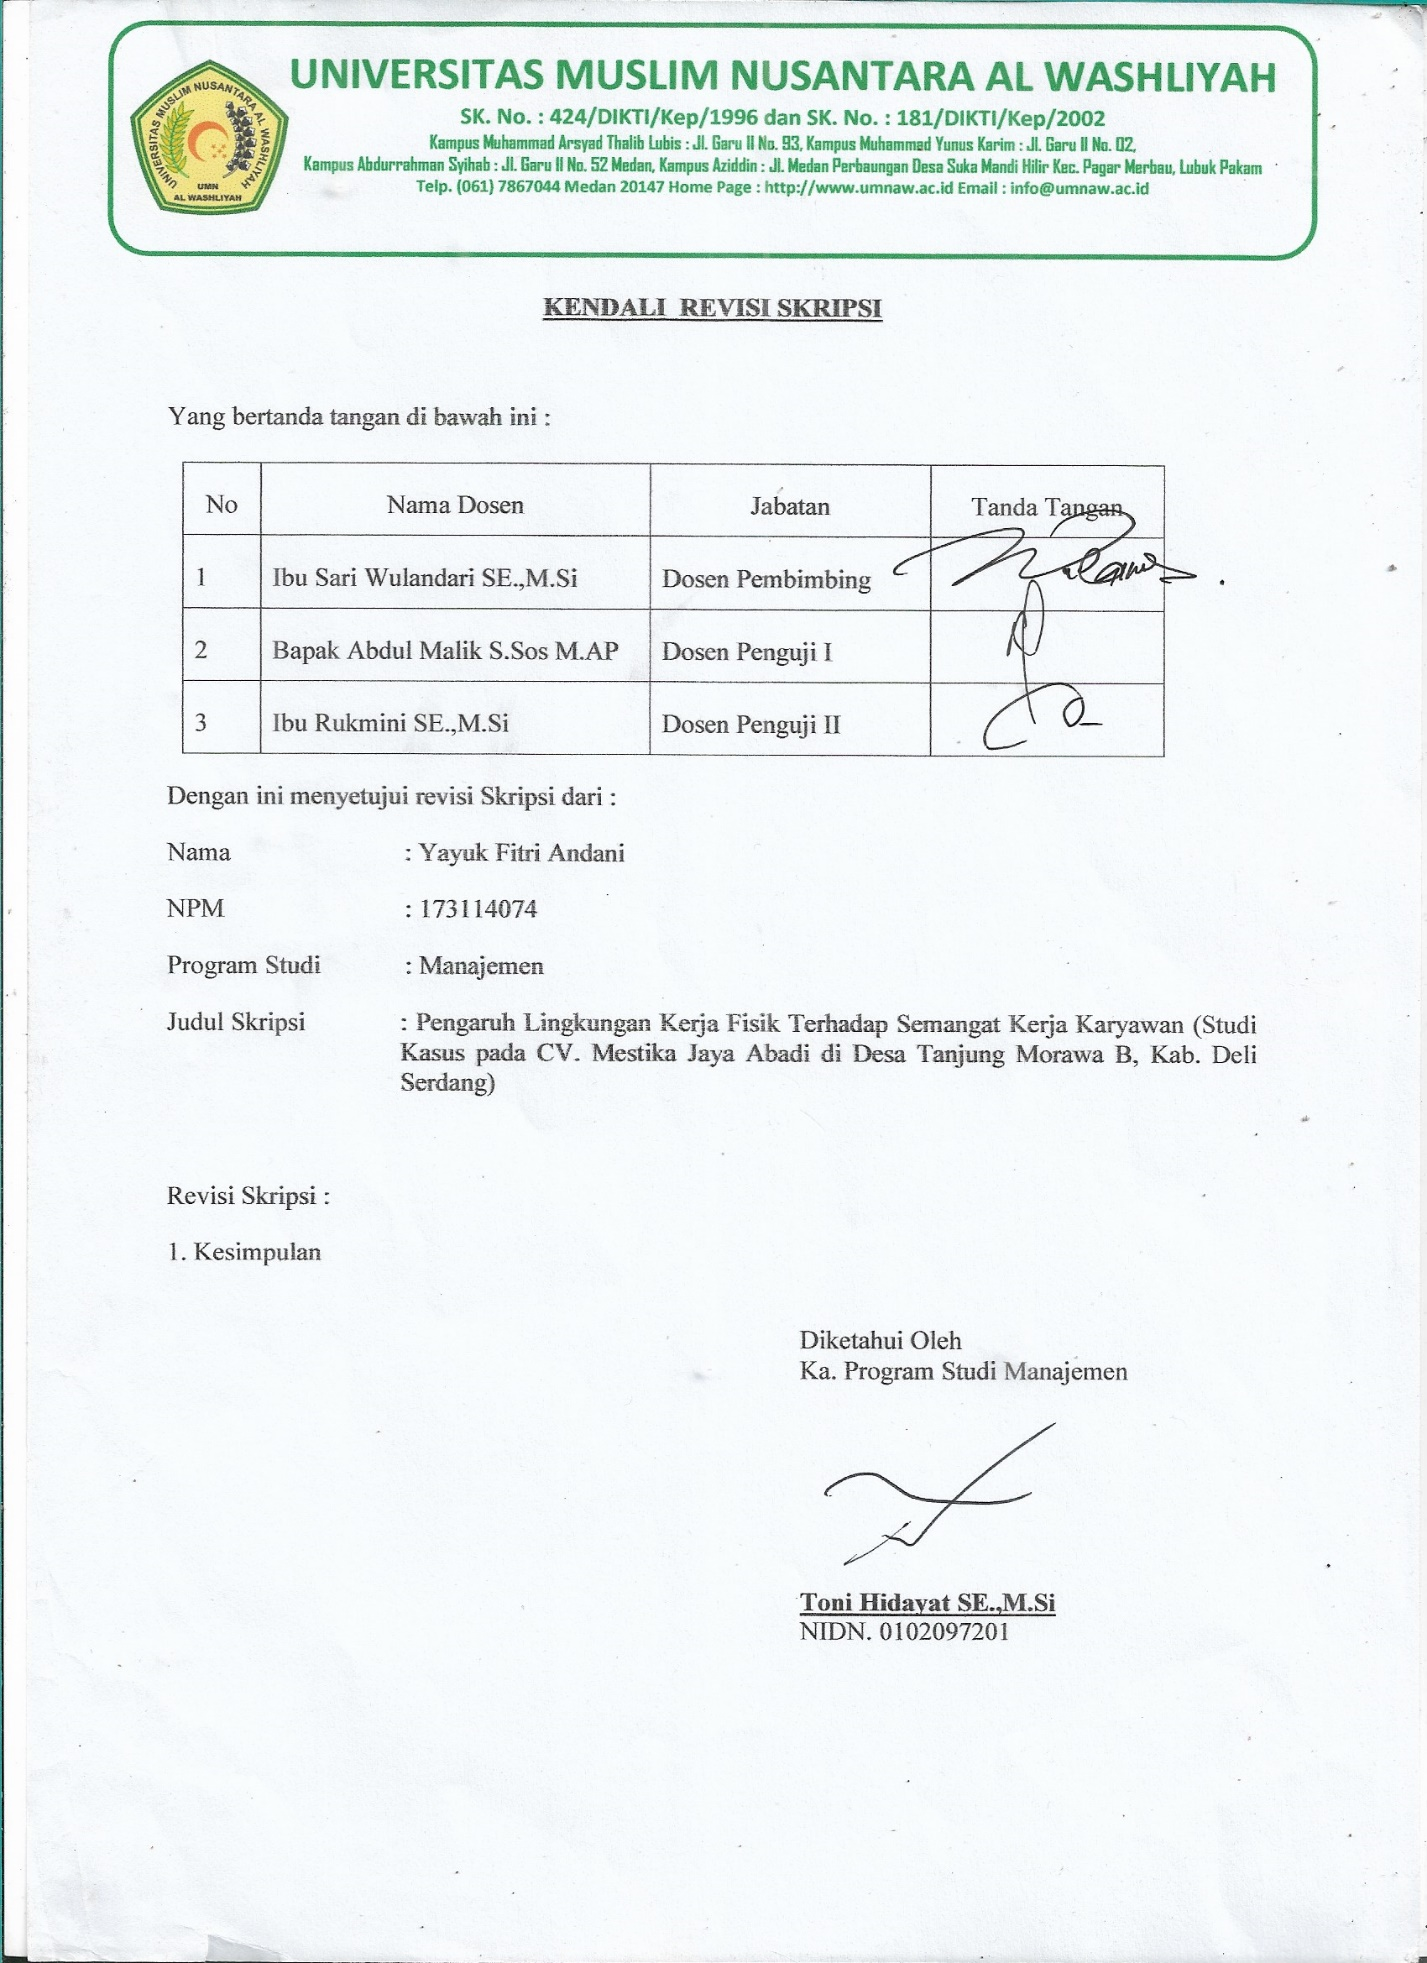 UNIVERSITAS MUSLIM NUSANTARA AL WASHLIYAH
UMN
AL WASHLIYAH
UNIVERSITAS MUSLIM NUSANTARA AL WASHLIYAH
SK. No. : 424/DIKTI/Kep/1996 dan SK. No. : 181/DIKTI/Kep/2002
Kampus Muhammad Arsyad Thalib Lubis : Jl. Garu II No. 93, Kampus Muhammad Yunus Karim : Jl. Garu II No. 02,
Kampus Abdurrahman Syihab : Jl. Garu II No. 52 Medan, Kampus Aziddin : Jl. Medan Perbaungan Desa Suka Mandi Hilir Kec. Pagar Merbau, Lubuk Pakam
Telp. (061) 7867044 Medan 20147 Home Page : http://www.umnaw.ac.id Email : info@umnaw.ac.id
KENDALI REVISI SKRIPSI
Yang bertanda tangan di bawah ini :
No Nama Dosen Jabatan Tanda Tangan
1 Ibu Sari Wulandari SE.,M.Si Dosen Pembimbing
2 Bapak Abdul Malik S.Sos M.AP Dosen Penguji I
3 Ibu Rukmini SE.,M.Si Dosen Penguji II
Dengan ini menyetujui revisi Skripsi dari :
Nama : Yayuk Fitri Andani
NPM : 173114074
Program Studi : Manajemen
Judul Skripsi : Pengaruh Lingkungan Kerja Fisik Terhadap Semangat Kerja Karyawan (Studi
Kasus pada CV. Mestika Jaya Abadi di Desa Tanjung Morawa B, Kab. Deli
Serdang)
Revisi Skripsi :
1. Kesimpulan
Diketahui Oleh
Ka. Program Studi Manajemen
Toni Hidayat SE.,M.Si
NIDN. 0102097201